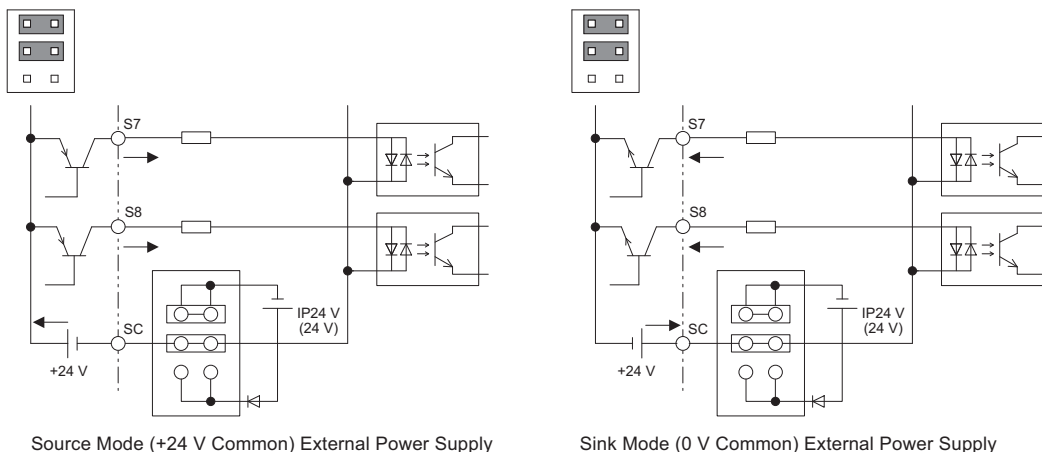 S7
S8
IP24 V
(24 V)
SC
+24 V
Source Mode (+24 V Common) External Power Supply
S7
S8
IP24 V
(24 V)
SC
+24 V
Sink Mode (0 V Common) External Power Supply